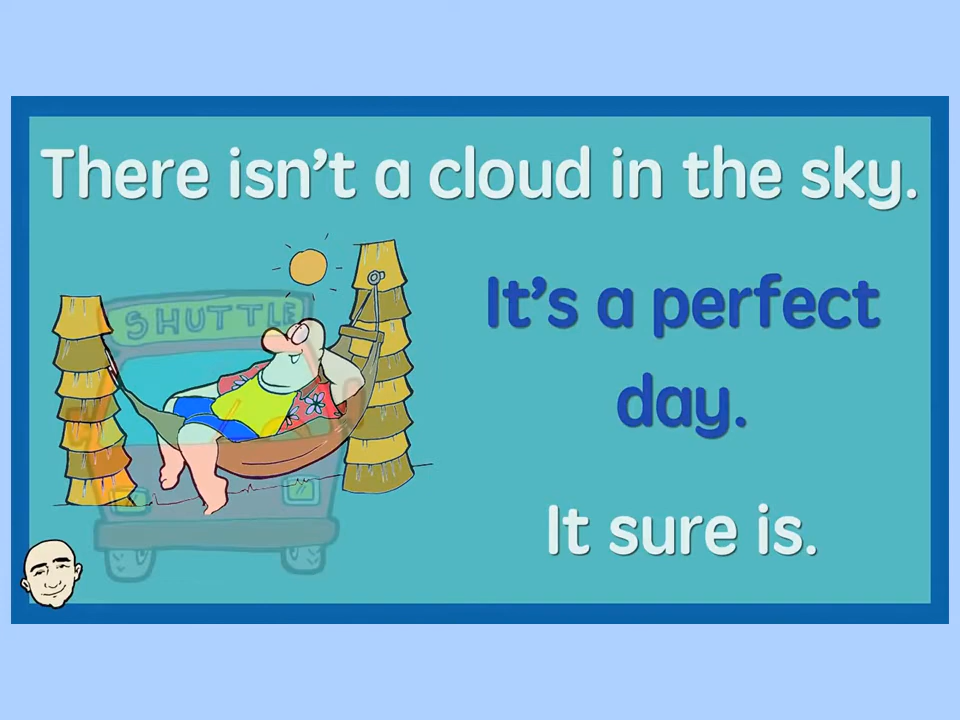 There isn't a cloud in the sky.
It's a perfect
day.
SHUTTLE
It sure is.